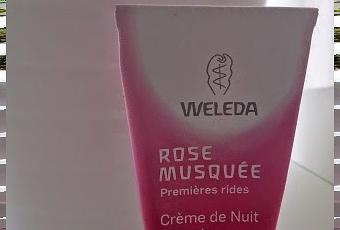 WELEDA
ROSE
MUSQUÉE
Premières rides
Crème de Nuit